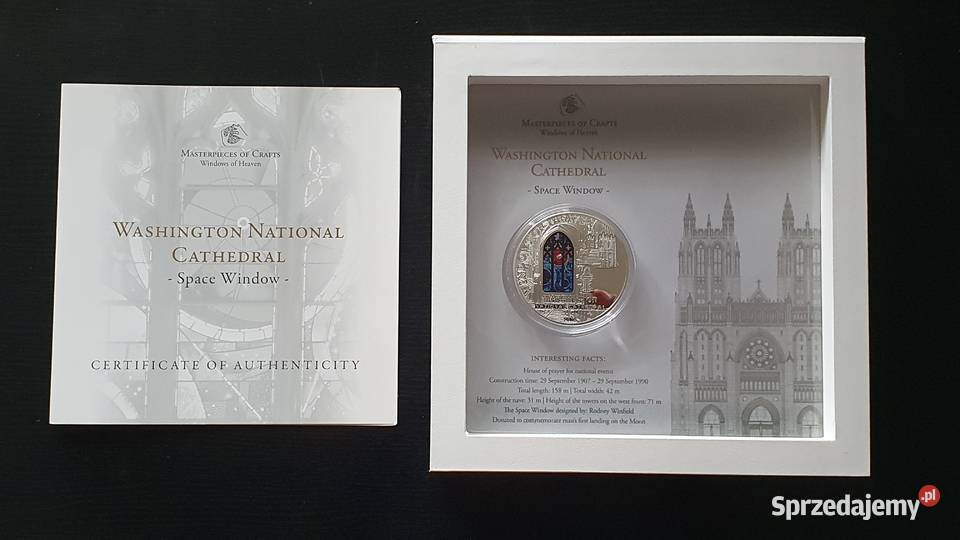 Masterpieces of Crafts
Windows of Heaven
Washington National
Cathedral
- Space Window -
CERTIFICATE OF AUTHENTICITY
Masterpieces of Crafts
Windows of Heaven
Washington National
Cathedral
- Space Window -
WASHINGTON
NATIONAL CATHEDRAL
INTERESTING FACTS:
House of prayer for national events
Construction time: 29 September 1907 – 29 September 1990
Total length: 158 m | Total width: 42 m
Height of the nave: 31 m | Height of the towers on the west front: 71 m
The Space Window designed by: Rodney Winfield
Donated to commemorate man's first landing on the Moon
Sprzedajemy.pl